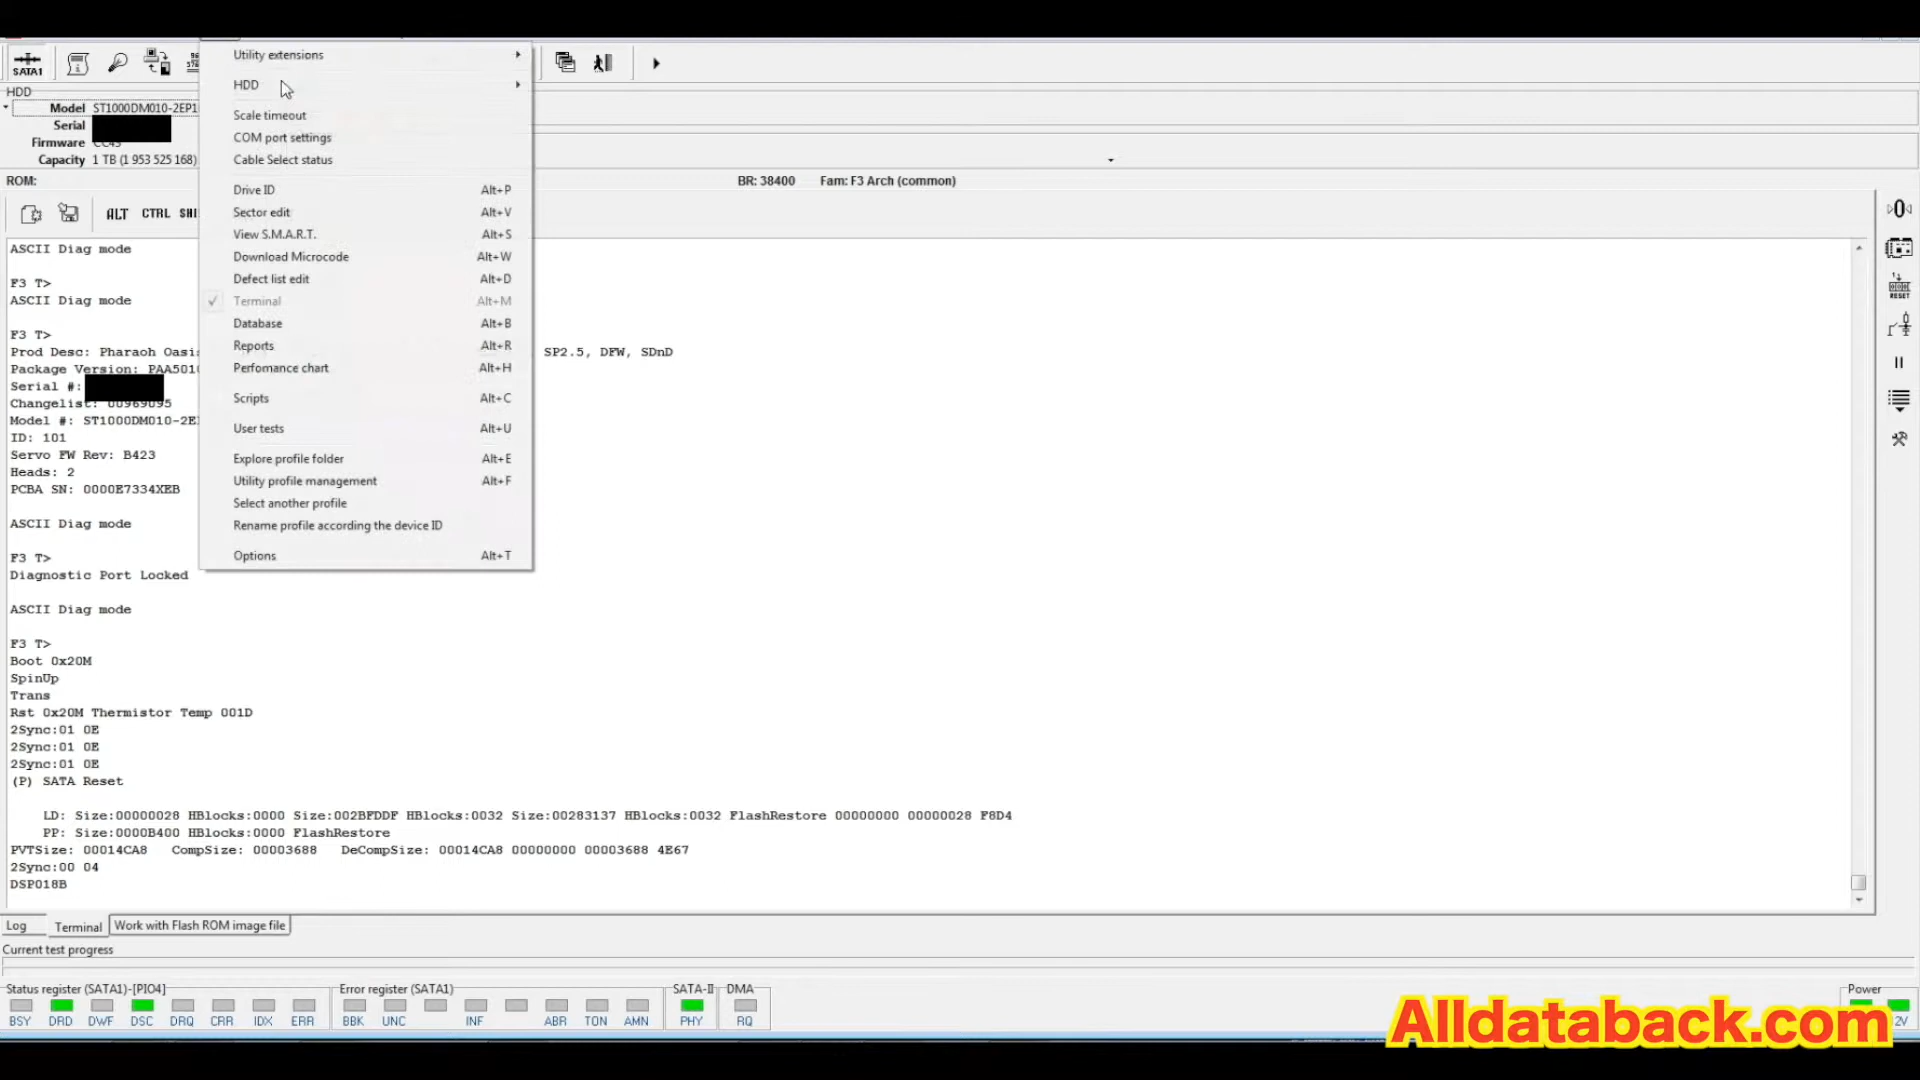 Utility extensions
HDD
Scale timeout
COM port settings
Cable Select status
Drive ID Alt+P
Sector edit Alt+V
View S.M.A.R.T. Alt+S
Download Microcode Alt+W
Defect list edit Alt+D
Terminal Alt+M
Database Alt+B
Reports Alt+R
Perfomance chart Alt+H
Scripts Alt+C
User tests Alt+U
Explore profile folder Alt+E
Utility profile management Alt+F
Select another profile
Rename profile according the device ID
Options Alt+T
SATA1
HDD
Model ST1000DM010-2EP1
Serial
Firmware CC43
Capacity 1 TB (1 953 525 168)
ROM: BR: 38400 Fam: F3 Arch (common)
ALT CTRL SHI
RESET
ASCII Diag mode
F3 T>
ASCII Diag mode
F3 T>
Prod Desc: Pharaoh Oasi SP2.5, DFW, SDnD
Package Version: PAA501
Serial #:
Changelist: 00969095
Model #: ST1000DM010-2E
ID: 101
Servo FW Rev: B423
Heads: 2
PCBA SN: 0000E7334XEB
ASCII Diag mode
F3 T>
Diagnostic Port Locked
ASCII Diag mode
F3 T>
Boot 0x20M
SpinUp
Trans
Rst 0x20M Thermistor Temp 001D
2Sync:01 0E
2Sync:01 0E
2Sync:01 0E
(P) SATA Reset
LD: Size:00000028 HBlocks:0000 Size:002BFDDF HBlocks:0032 Size:00283137 HBlocks:0032 FlashRestore 00000000 00000028 F8D4
PP: Size:0000B400 HBlocks:0000 FlashRestore
PVTSize: 00014CA8 CompSize: 00003688 DeCompSize: 00014CA8 00000000 00003688 4E67
2Sync:00 04
DSP018B
Log Terminal Work with Flash ROM image file
Current test progress
Status register (SATA1)-[PIO4] Error register (SATA1) SATA-II DMA Power
BSY DRD DWF DSC DRQ CRR IDX ERR BBK UNC INF ABR TON AMN PHY RQ 2V
Alldataback.com